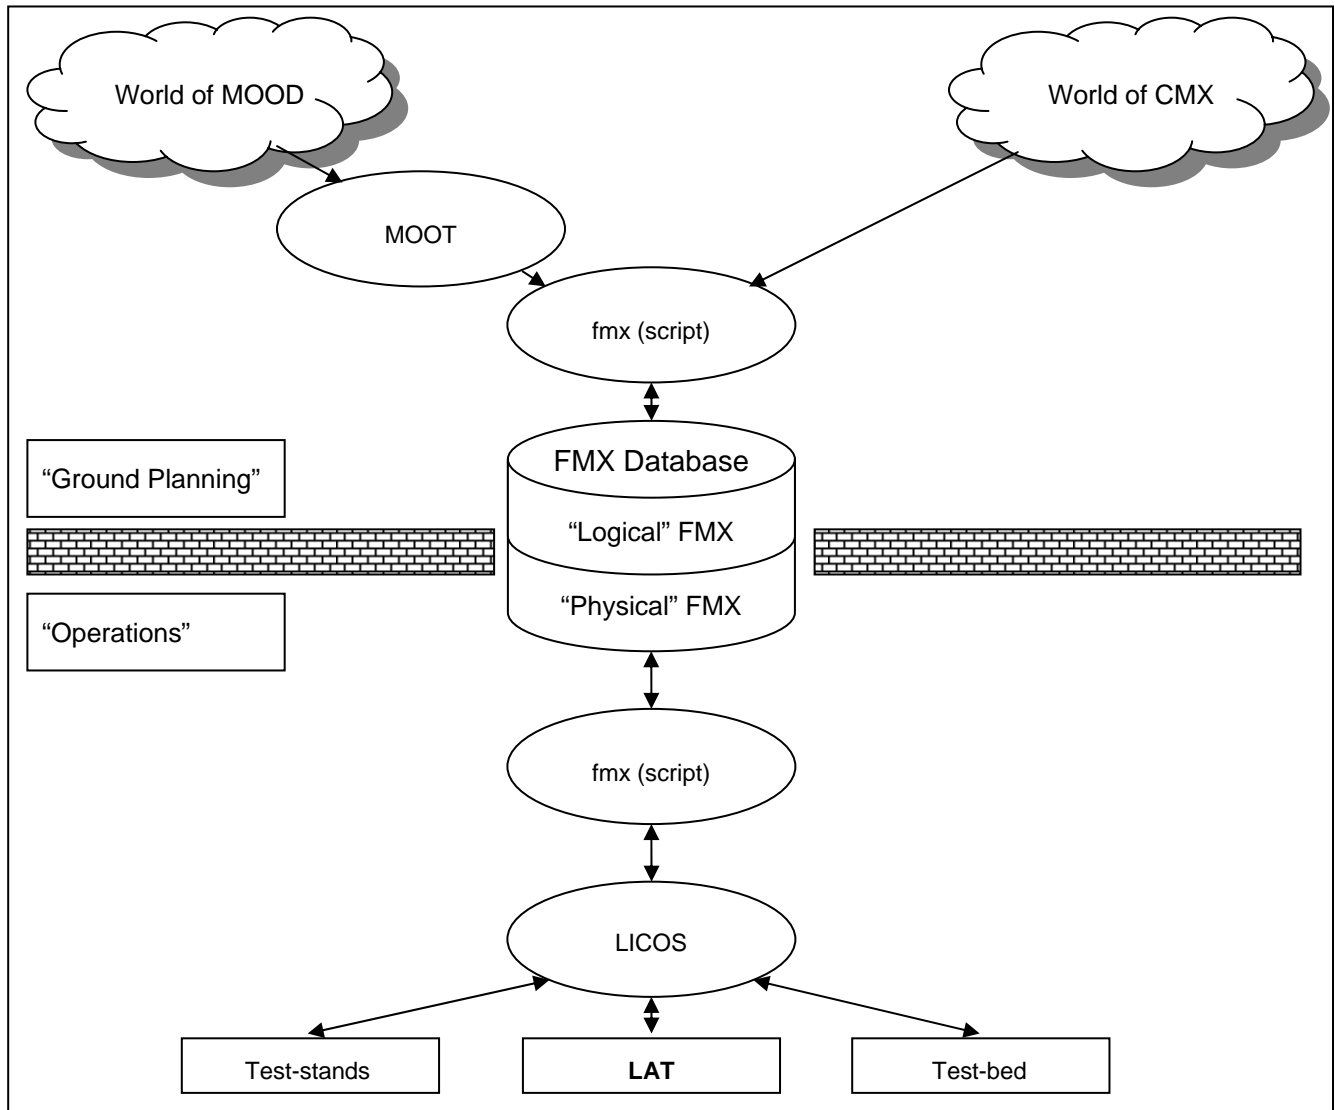 World of MOOD
World of CMX
MOOT
fmx (script)
FMX Database
“Ground Planning”
“Logical” FMX
“Physical” FMX
“Operations”
fmx (script)
LICOS
Test-stands
LAT
Test-bed